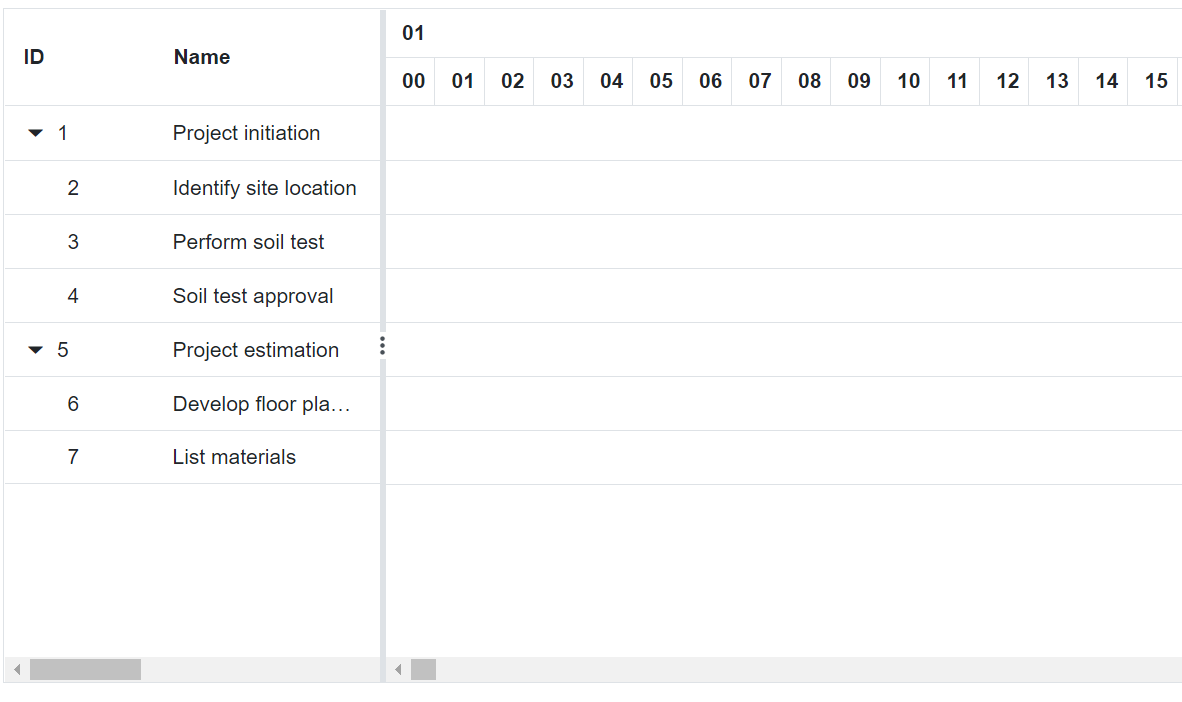 ID Name
01
00 01 02 03 04 05 06 07 08 09 10 11 12 13 14 15
1 Project initiation
2 Identify site location
3 Perform soil test
4 Soil test approval
5 Project estimation
6 Develop floor pla…
7 List materials